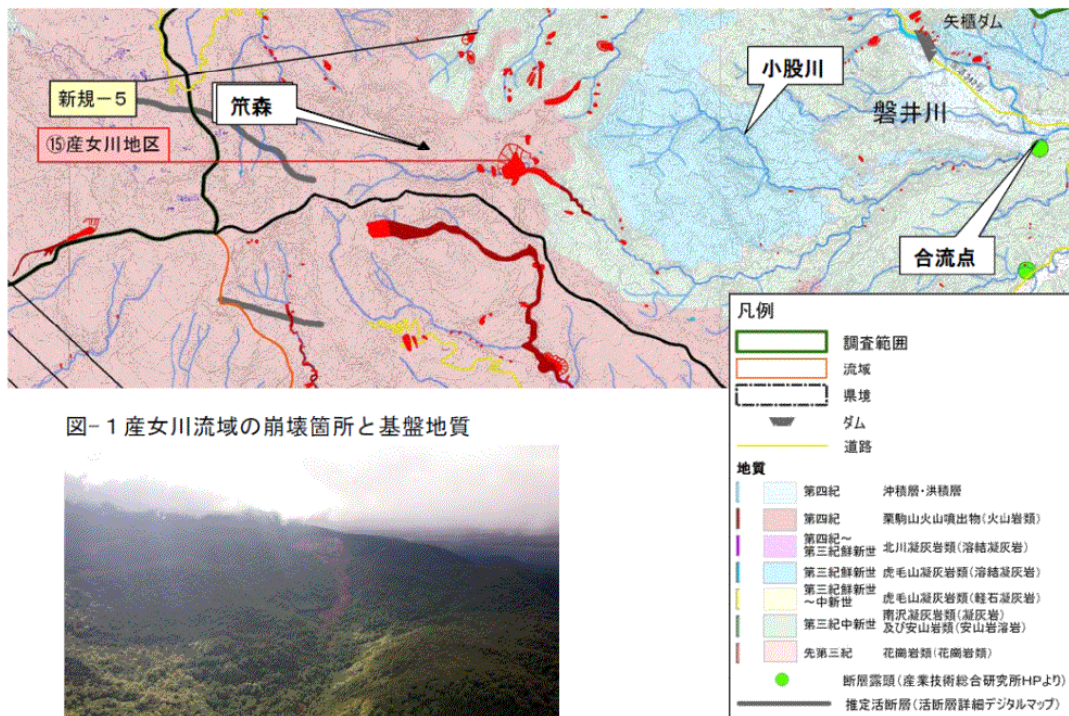 矢櫃ダム
小股川
新規－5
笊森
磐井川
⑮産女川地区
合流点
凡例
調査範囲
流域
県境
ダム
道路
地質
第四紀 沖積層・洪積層
第四紀 栗駒山火山噴出物(火山岩類)
第四紀～
第三紀鮮新世 北川凝灰岩類(溶結凝灰岩)
第三紀鮮新世 虎毛山凝灰岩類(溶結凝灰岩)
第三紀鮮新世
～中新世 虎毛山凝灰岩類(軽石凝灰岩)
南沢凝灰岩類(凝灰岩)
第三紀中新世 及び安山岩類(安山岩溶岩)
先第三紀 花崗岩類(花崗岩類)
断層露頭(産業技術総合研究所HPより)
推定活断層(活断層詳細デジタルマップ)
図-1産女川流域の崩壊箇所と基盤地質